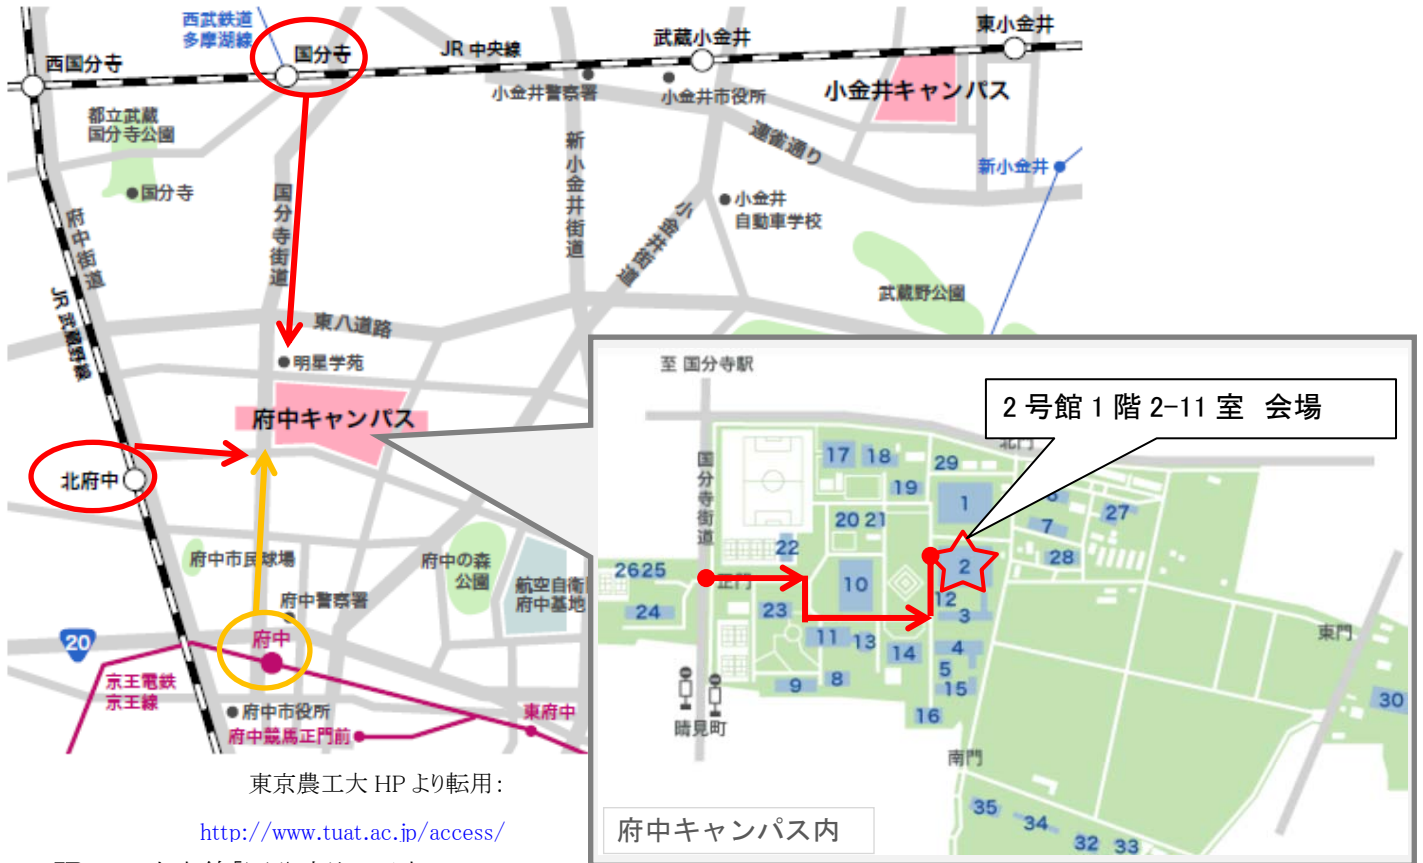 西武鉄道
多摩湖線
国分寺
JR 中央線
武蔵小金井
東小金井
西国分寺
小金井警察署
小金井市役所
小金井キャンパス
都立武蔵
国分寺公園
連雀通り
新小金井
国分寺
新小金井街道
小金井
自動車学校
国分寺街道
府中街道
小金井街道
武蔵野公園
JR 武蔵野線
東八道路
明星学苑
府中キャンパス
北府中
府中市民球場
府中の森
公園
航空自衛
府中基地
府中警察署
20
府中
京王電鉄
京王線
府中市役所
東府中
府中競馬正門前
東京農工大 HP より転用：
http://www.tuat.ac.jp/access/
至 国分寺駅
2 号館 1 階 2-11 室 会場
北門
国分寺街道
17
18
29
19
1
6
27
20
21
7
22
28
2
26
25
正門
10
24
23
12
3
11
13
14
4
5
東門
9
8
15
30
16
晴見町
南門
35
34
32
33
府中キャンパス内